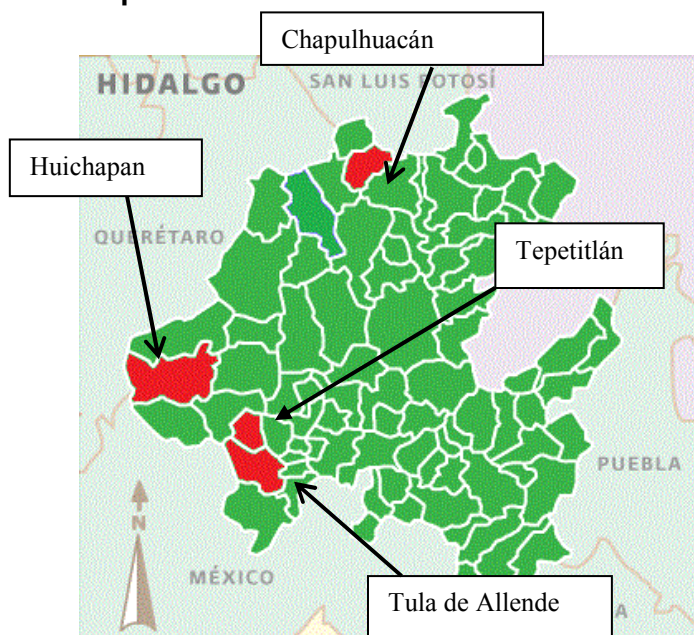 Chapulhuacán
HIDALGO
SAN LUIS POTOSÍ
Huichapan
QUERÉTARO
Tepetitlán
PUEBLA
N
MÉXICO
Tula de Allende